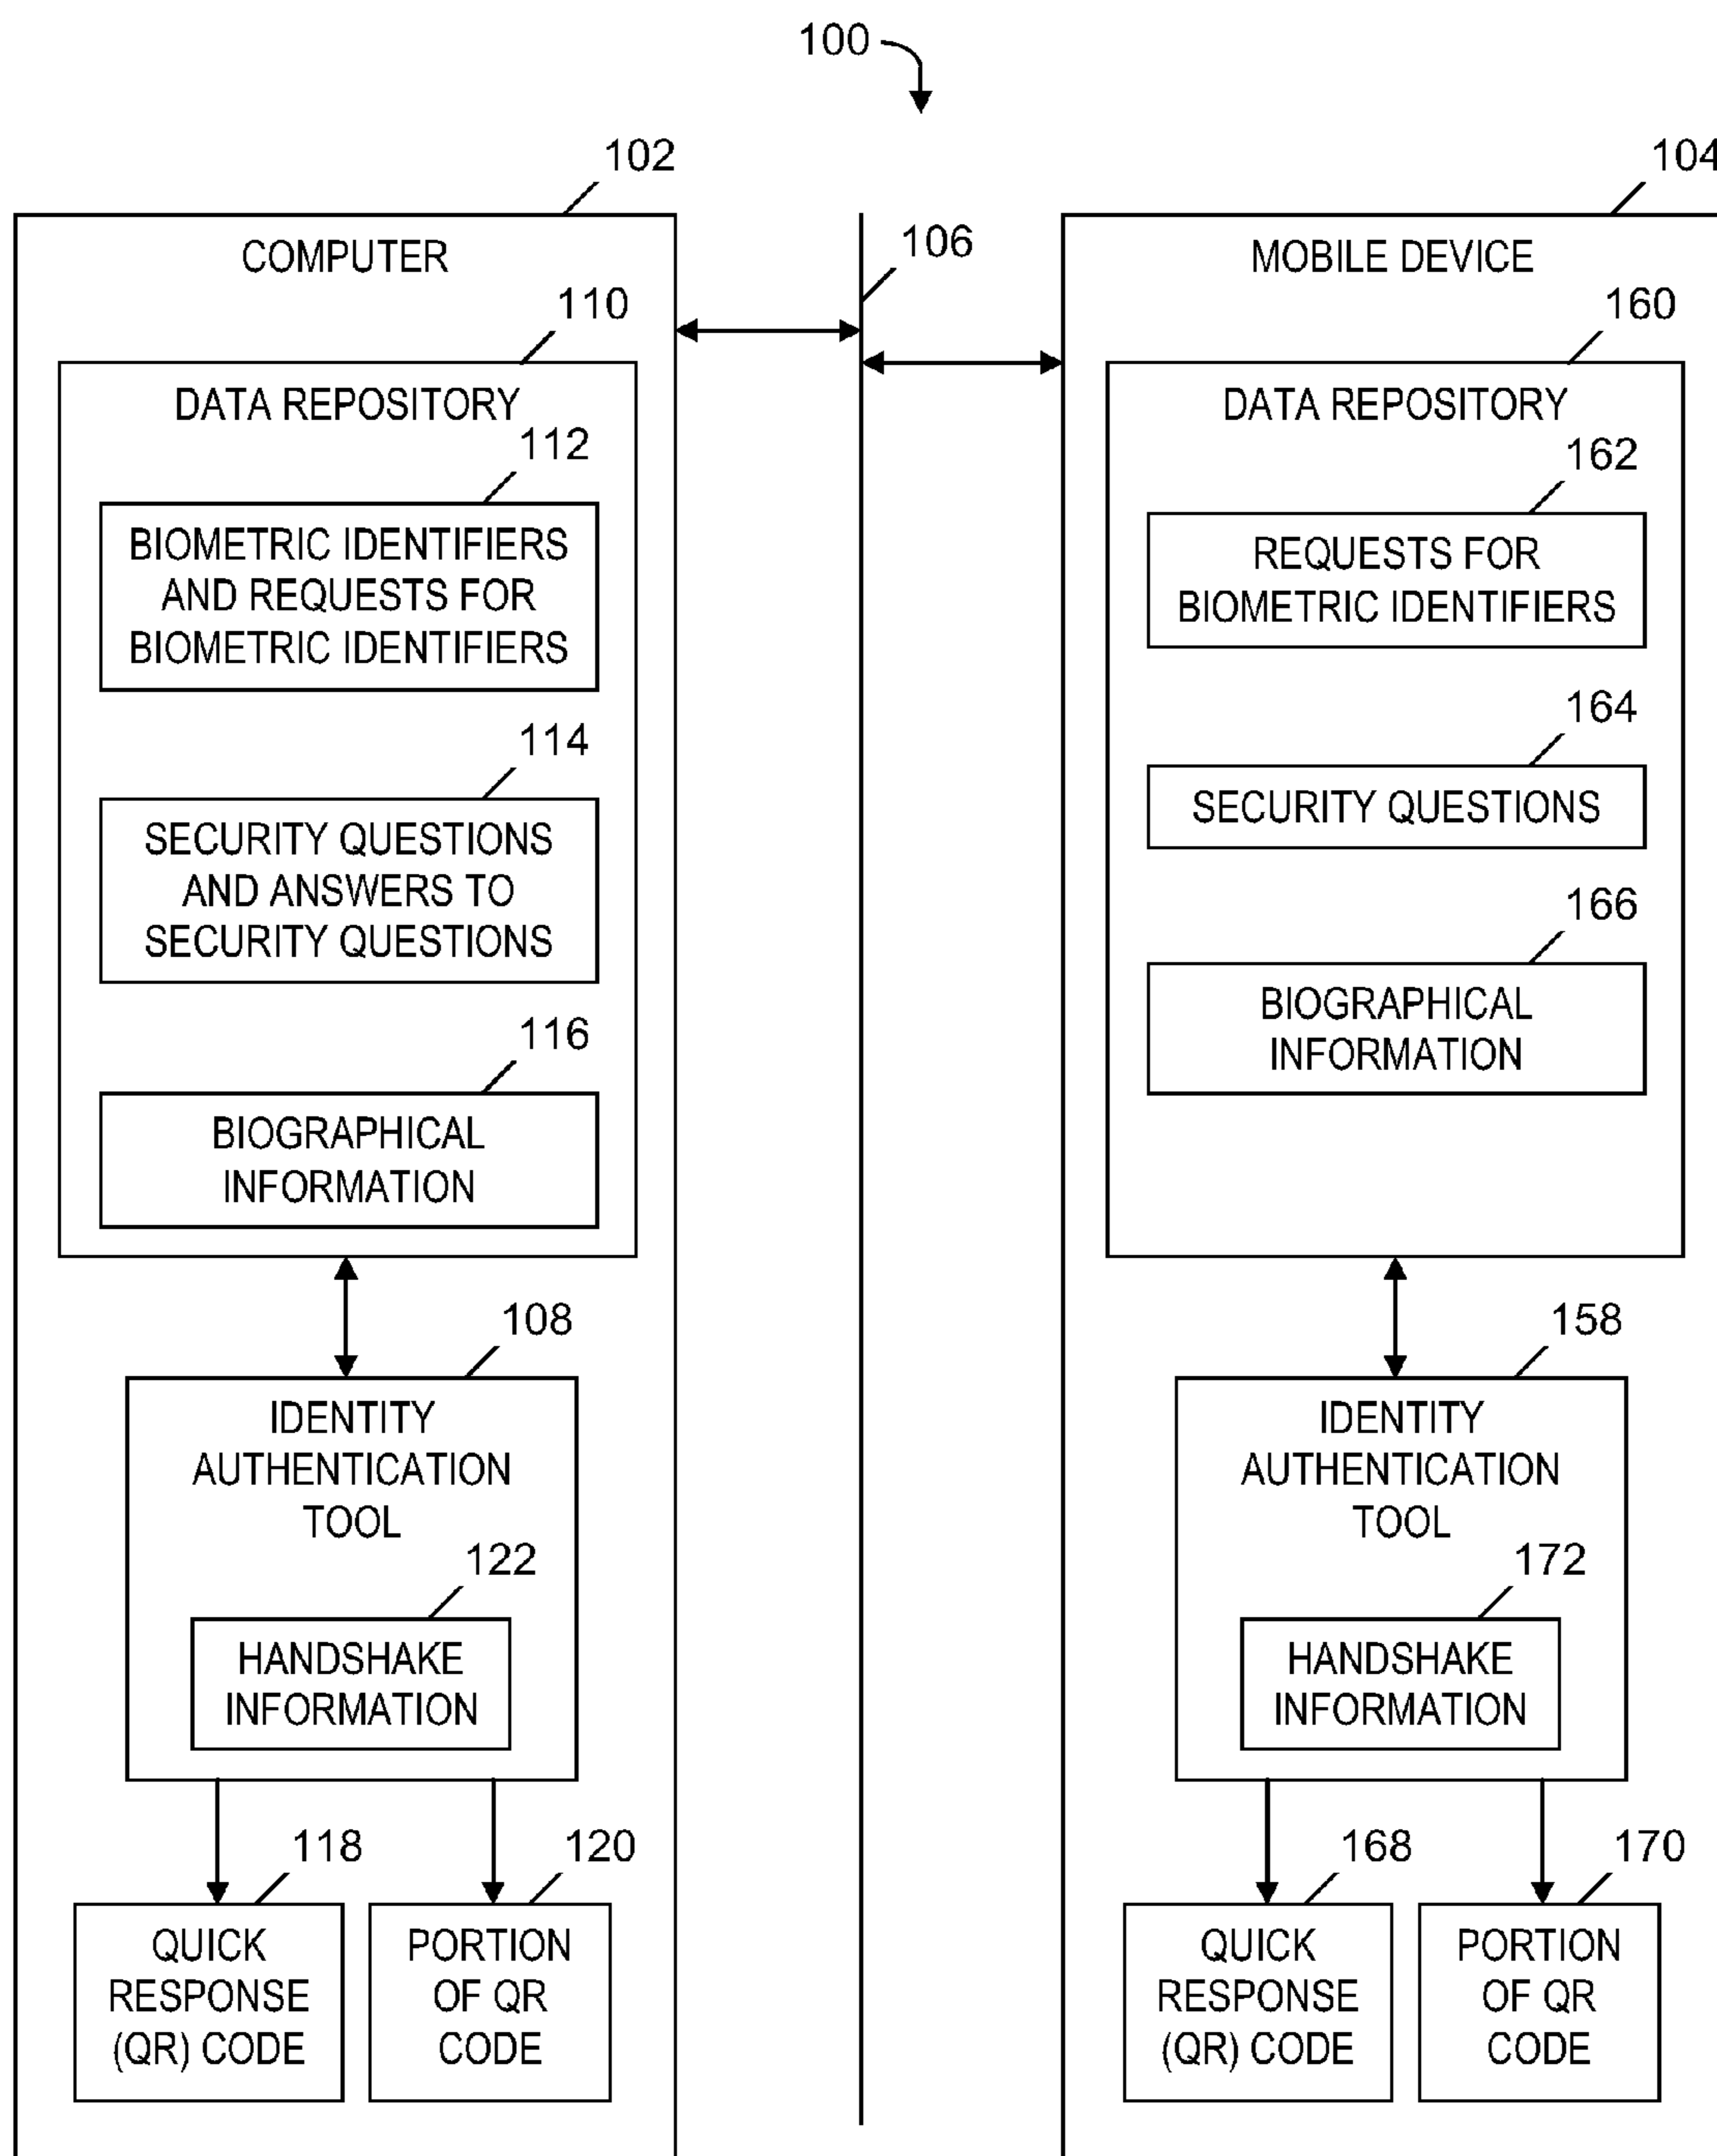 100
102
COMPUTER
110
DATA REPOSITORY
112
BIOMETRIC IDENTIFIERS
AND REQUESTS FOR
BIOMETRIC IDENTIFIERS
114
SECURITY QUESTIONS
AND ANSWERS TO
SECURITY QUESTIONS
116
BIOGRAPHICAL
INFORMATION
108
IDENTITY
AUTHENTICATION
TOOL
122
HANDSHAKE
INFORMATION
118
QUICK
RESPONSE
(QR) CODE
120
PORTION
OF QR
CODE
106
104
MOBILE DEVICE
160
DATA REPOSITORY
162
REQUESTS FOR
BIOMETRIC IDENTIFIERS
164
SECURITY QUESTIONS
166
BIOGRAPHICAL
INFORMATION
158
IDENTITY
AUTHENTICATION
TOOL
172
HANDSHAKE
INFORMATION
168
QUICK
RESPONSE
(QR) CODE
170
PORTION
OF QR
CODE